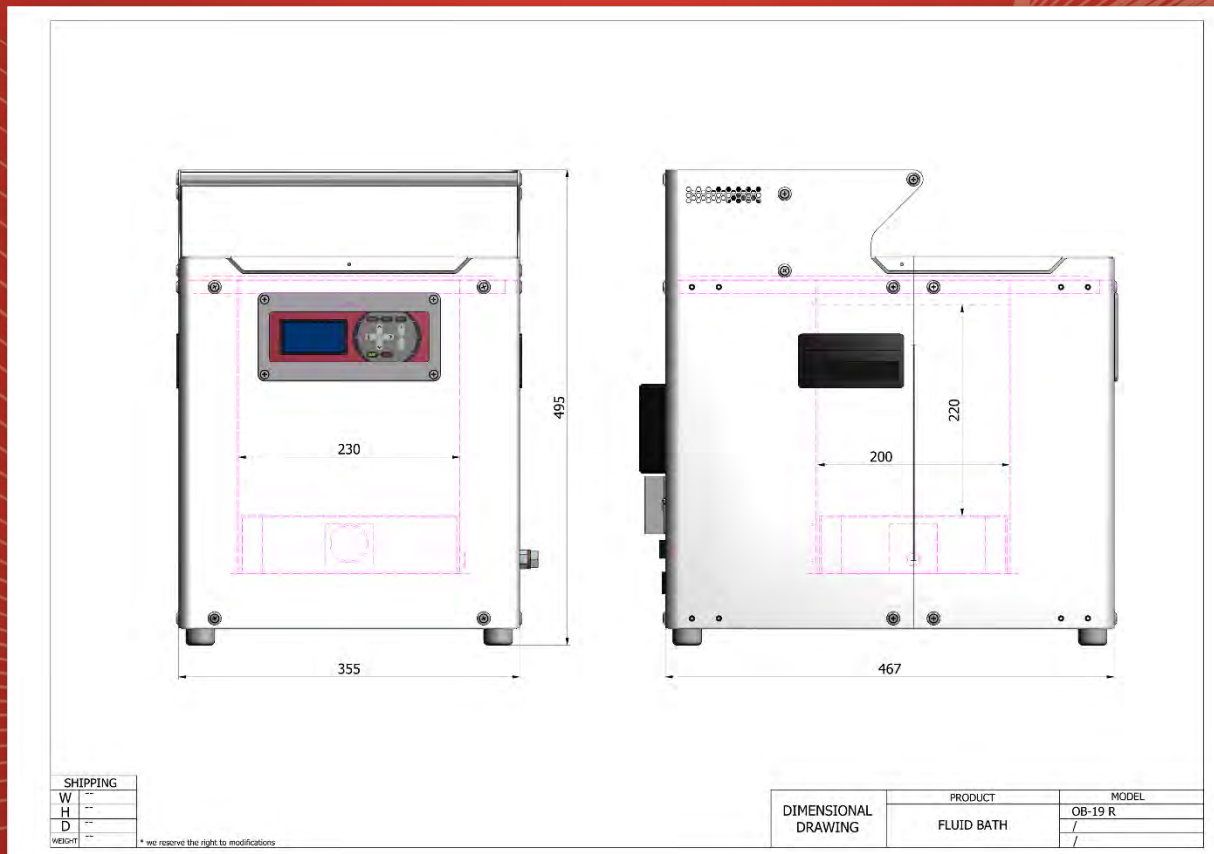 495
230
220
200
355
467
SHIPPING
W --
H --
D --
WEIGHT --
* we reserve the right to modifications
DIMENSIONAL
DRAWING
PRODUCT
FLUID BATH
MODEL
OB-19 R
/
/